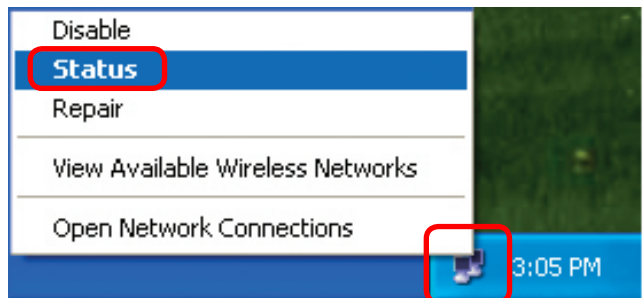 Disable
Status
Repair
View Available Wireless Networks
Open Network Connections
3:05 PM